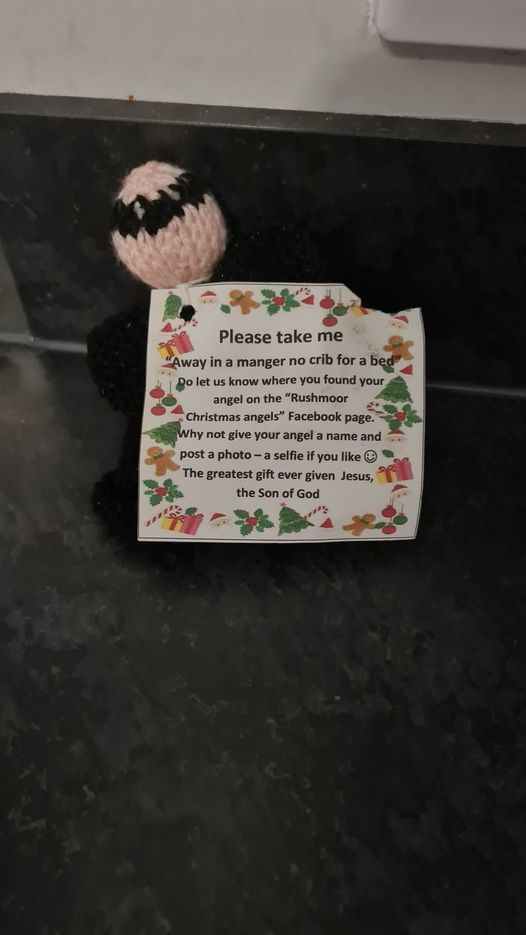 Please take me
"Away in a manger no crib for a bed"
Do let us know where you found your
angel on the "Rushmoor
Christmas angels" Facebook page.
Why not give your angel a name and
post a photo – a selfie if you like ☺
The greatest gift ever given Jesus,
the Son of God